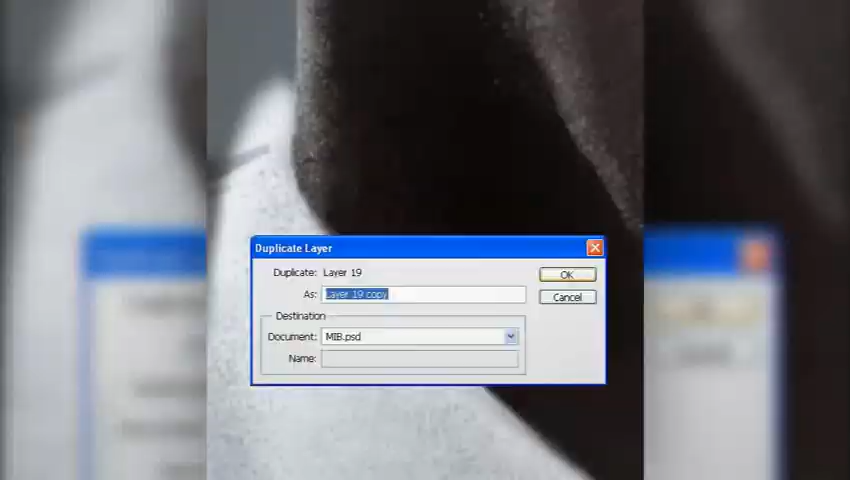 Duplicate Layer
Duplicate: Layer 19
OK
As: Layer 19 copy
Cancel
Destination
Document: MIB.psd
Name: